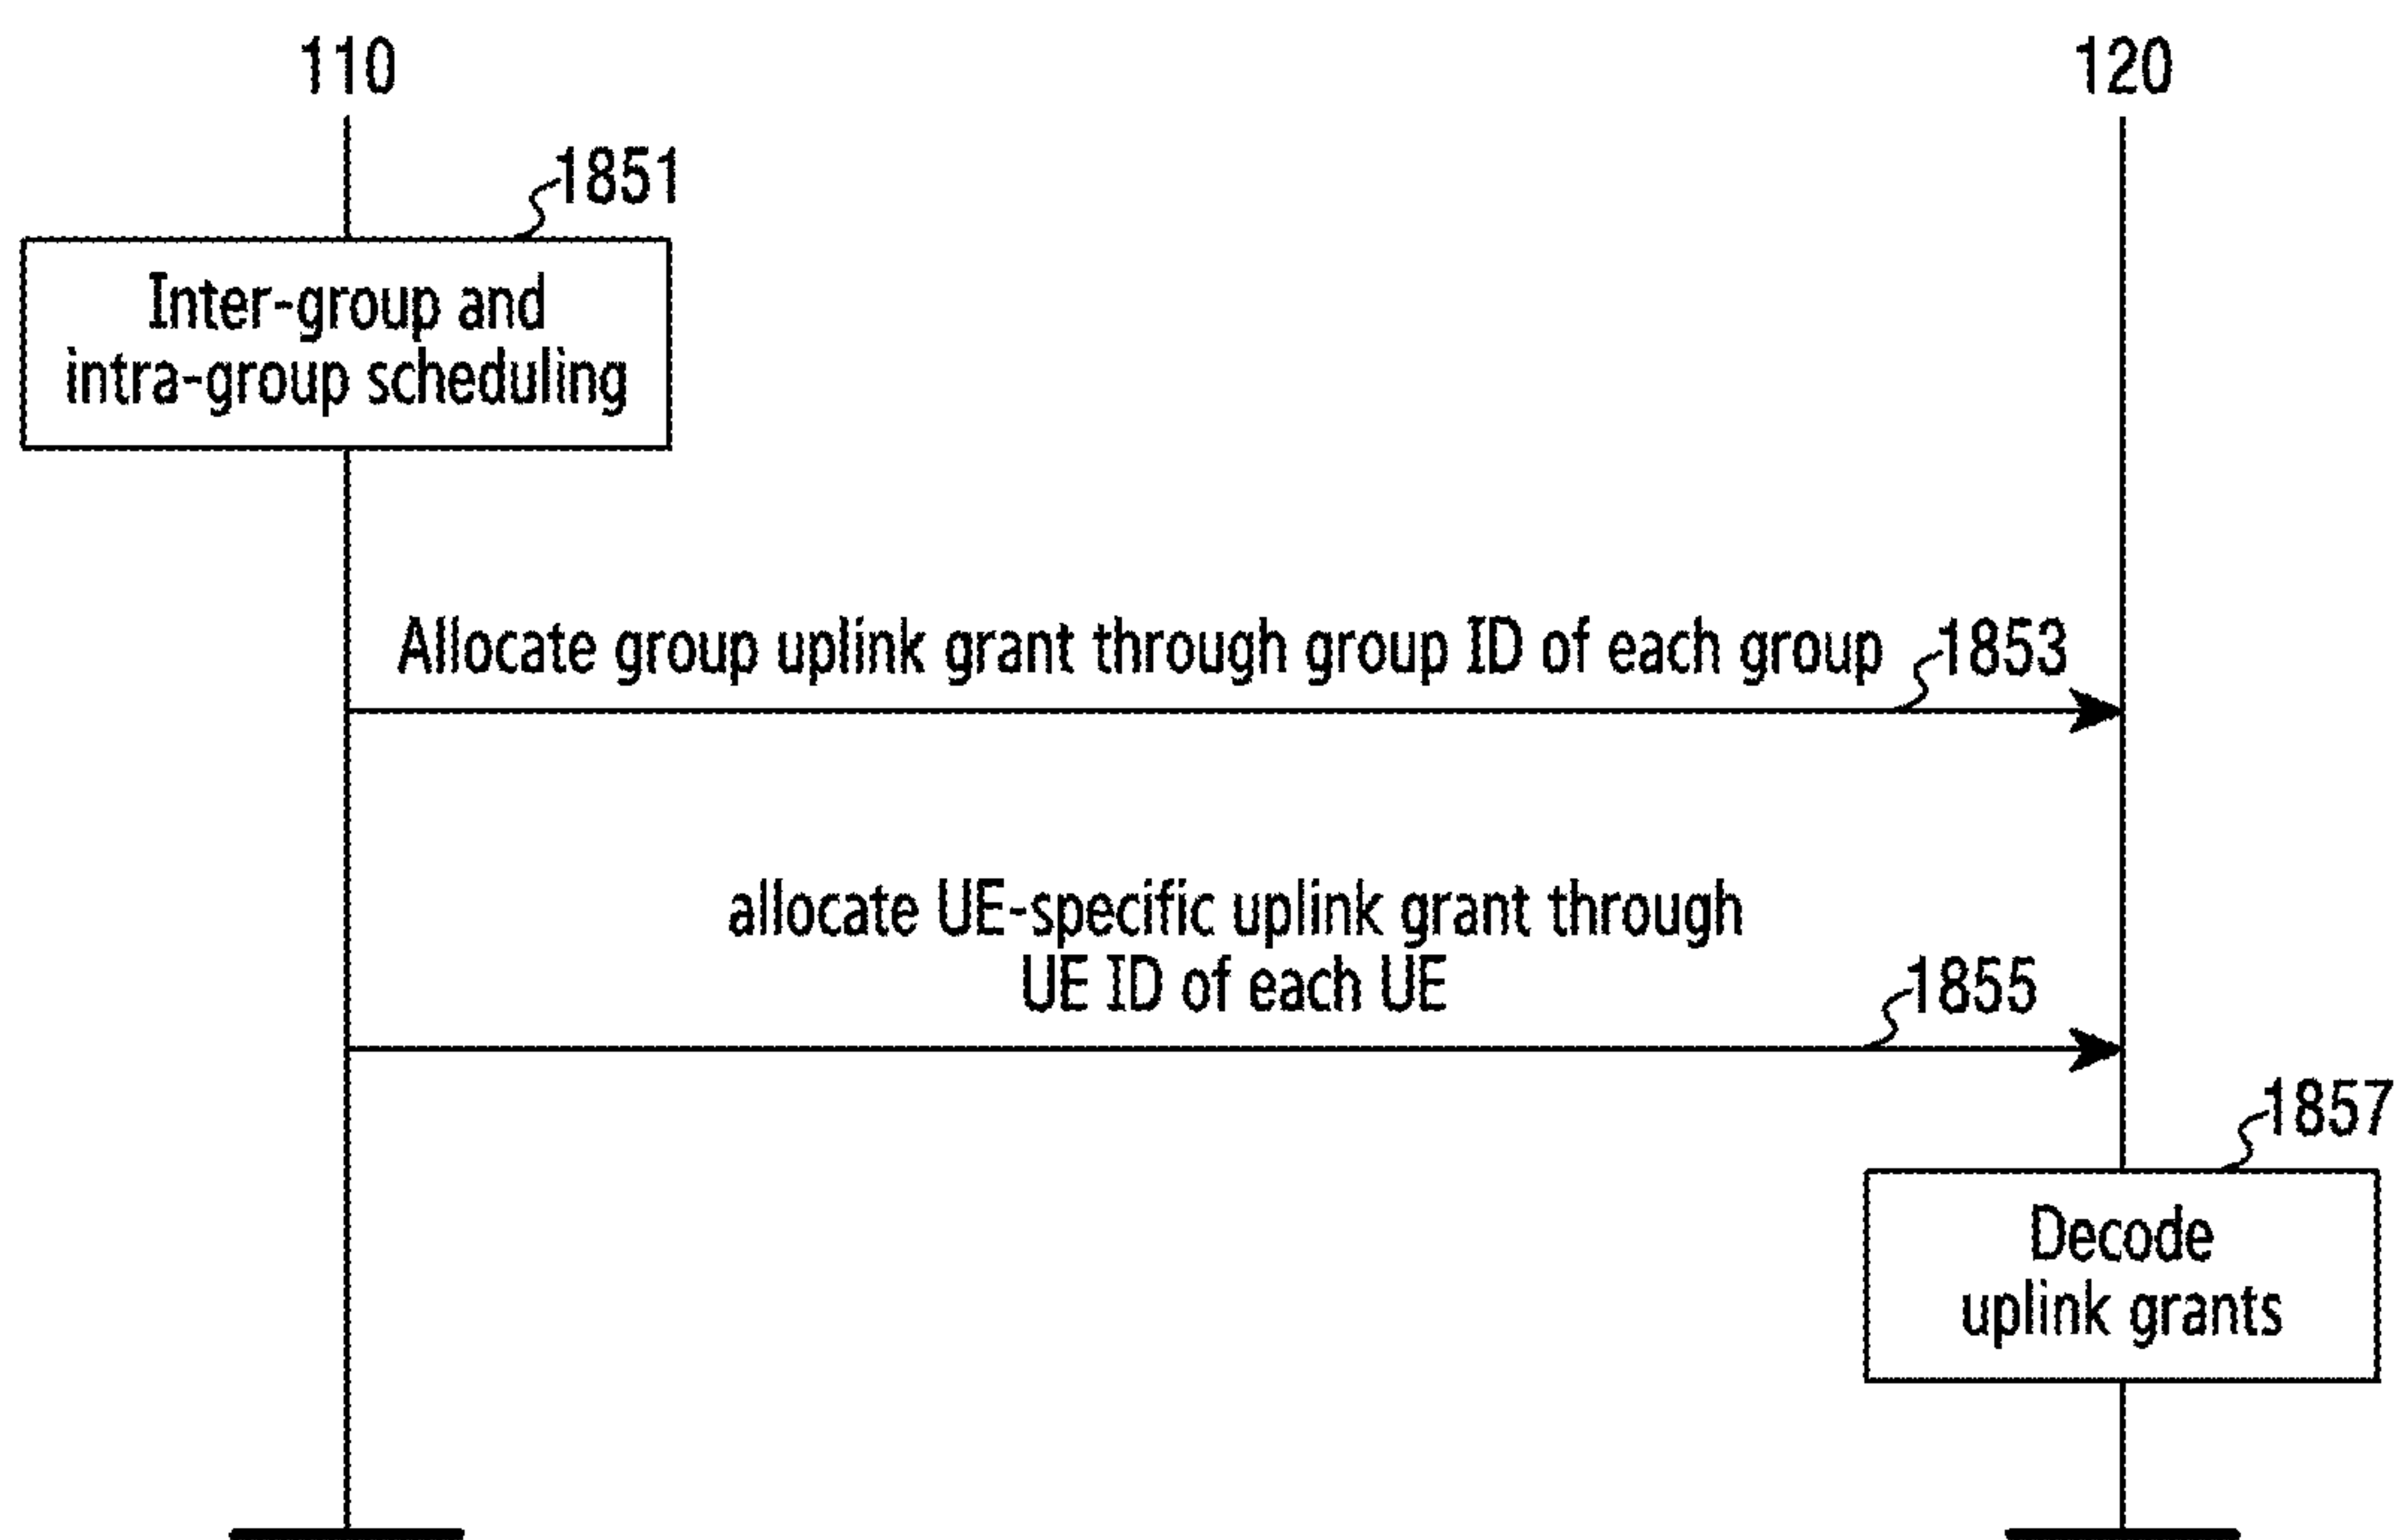 110
120
1851
Inter-group and
intra-group scheduling
Allocate group uplink grant through group ID of each group
1853
allocate UE-specific uplink grant through
UE ID of each UE
1855
1857
Decode
uplink grants